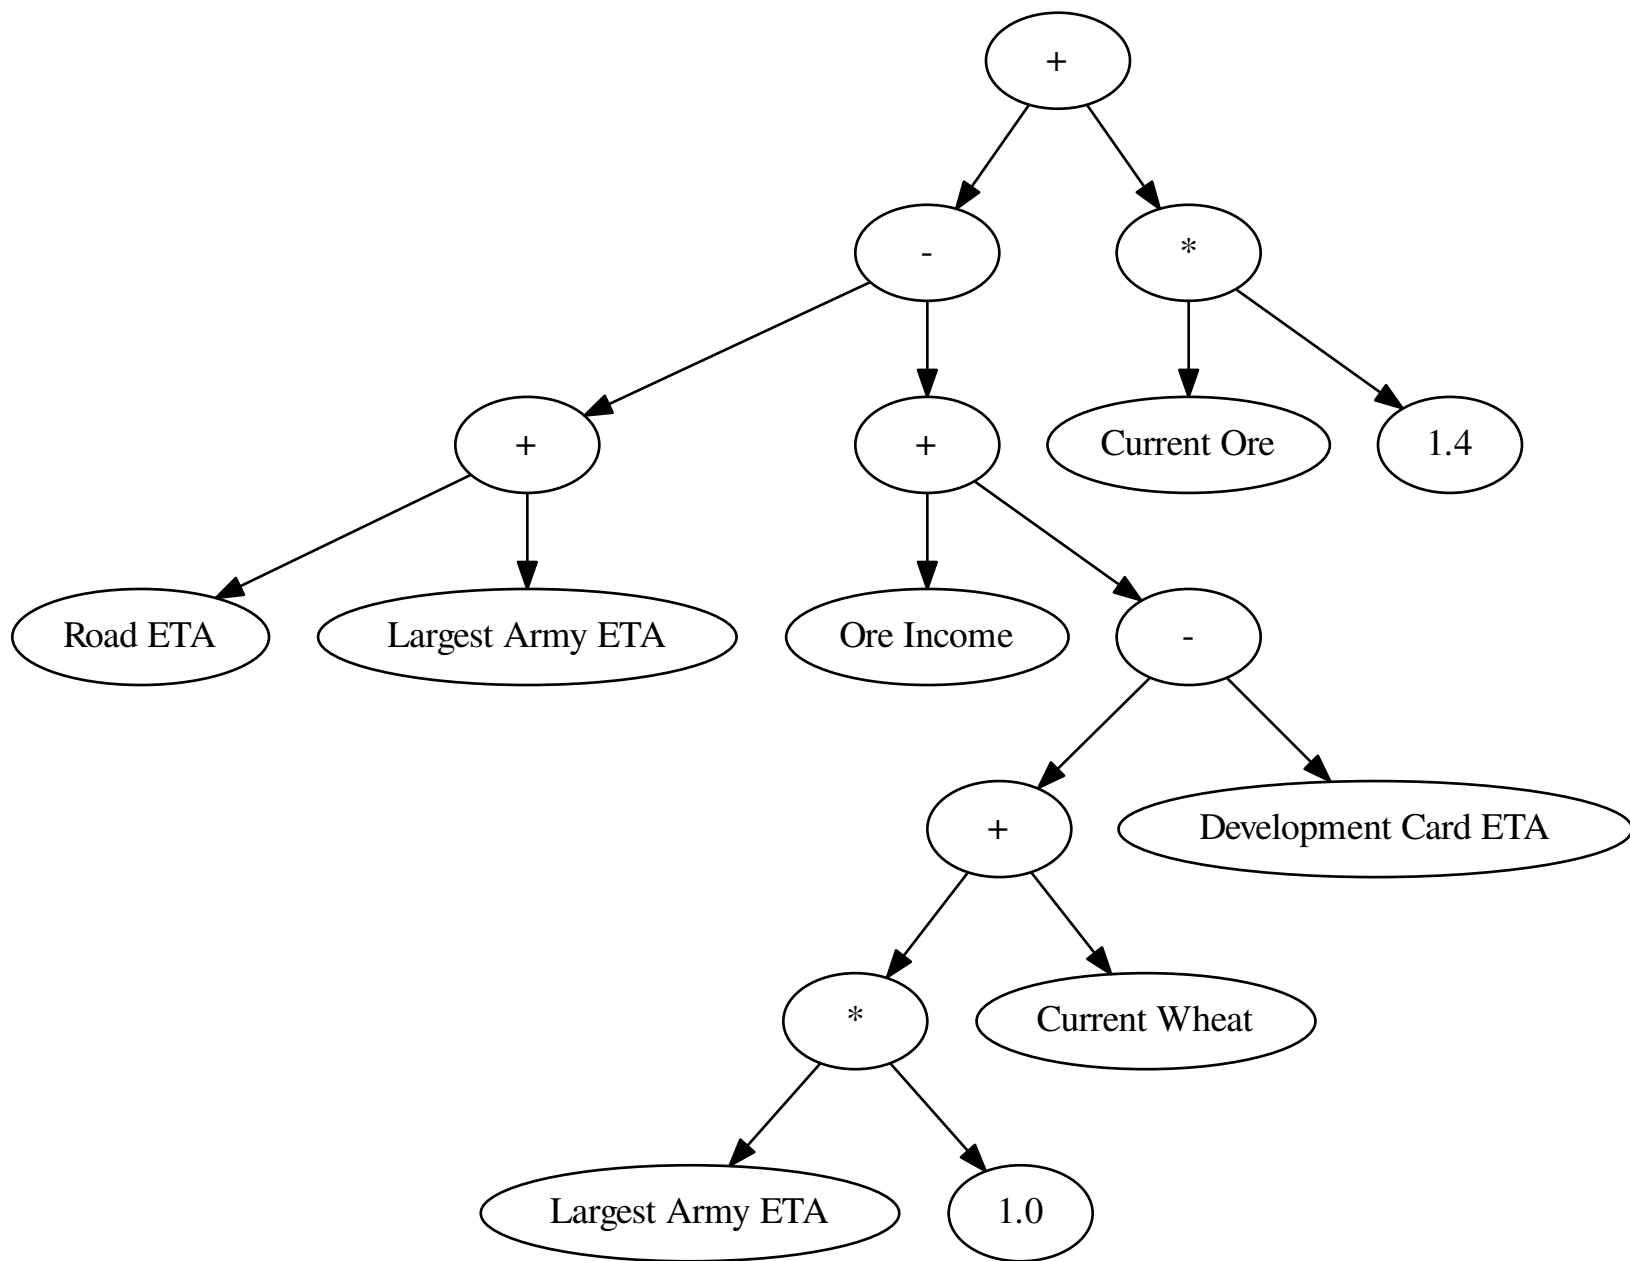 +
-
*
+
+
Current Ore
1.4
Road ETA
Largest Army ETA
Ore Income
-
+
Development Card ETA
*
Current Wheat
Largest Army ETA
1.0